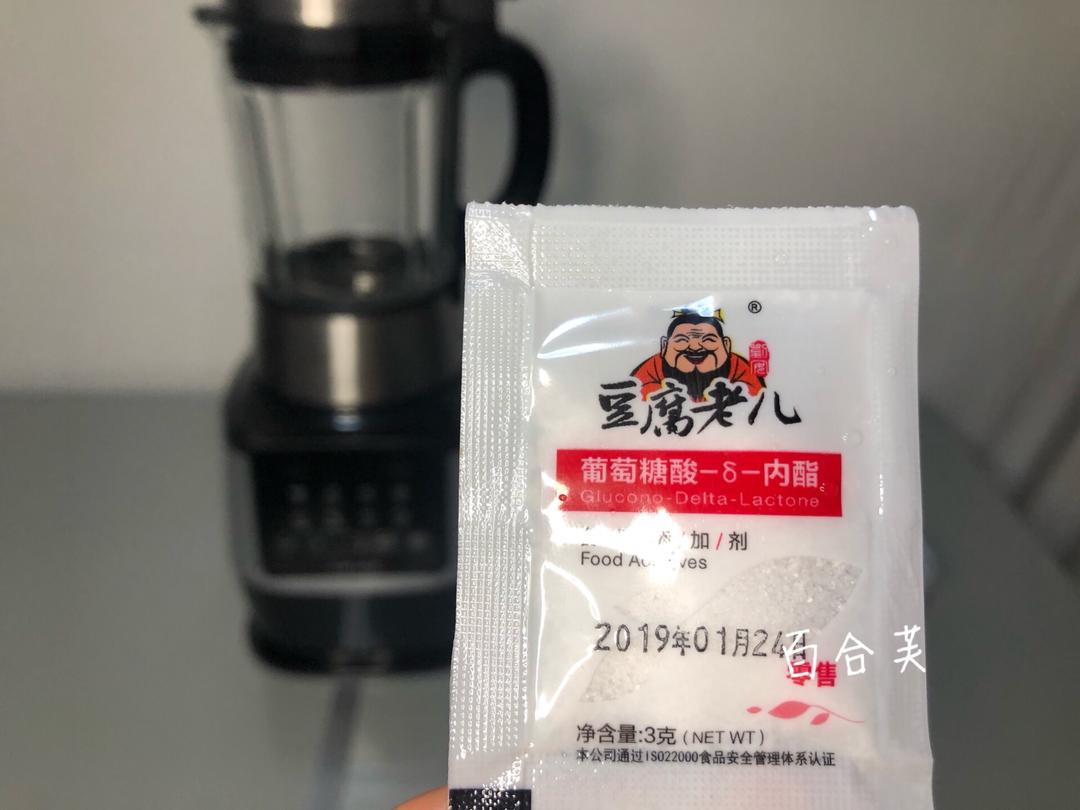 ®
豆腐老儿
葡萄糖酸-δ-内酯
Glucono-Delta-Lactone
加/剂
Food
2019年01月24日
百合芙
零售
净含量:3克(NET WT)
本公司通过ISO22000食品安全管理体系认证